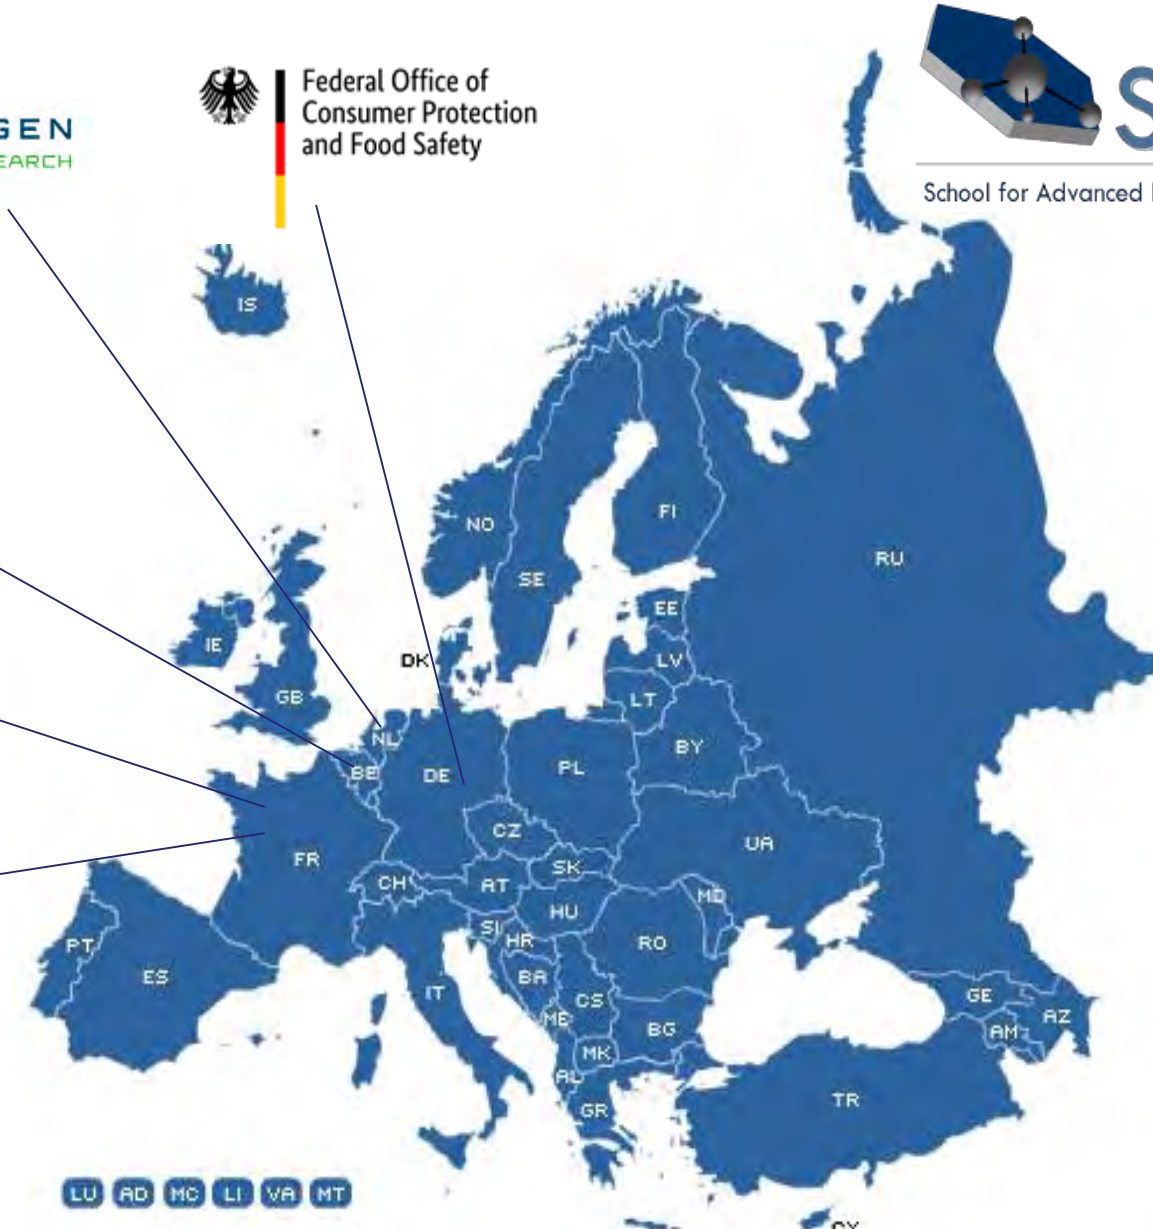 GEN
EARCH
Federal Office of
Consumer Protection
and Food Safety
S
School for Advanced
IS
NO
FI
RU
SE
EE
IE
DK
LV
GB
LT
NL
BY
BE
DE
PL
CZ
UA
FR
SK
CH
AT
MD
HU
SI
HR
RO
PT
ES
BA
IT
CS
GE
ME
BG
AZ
AM
MK
AL
TR
GR
LU AD MC LI VA MT